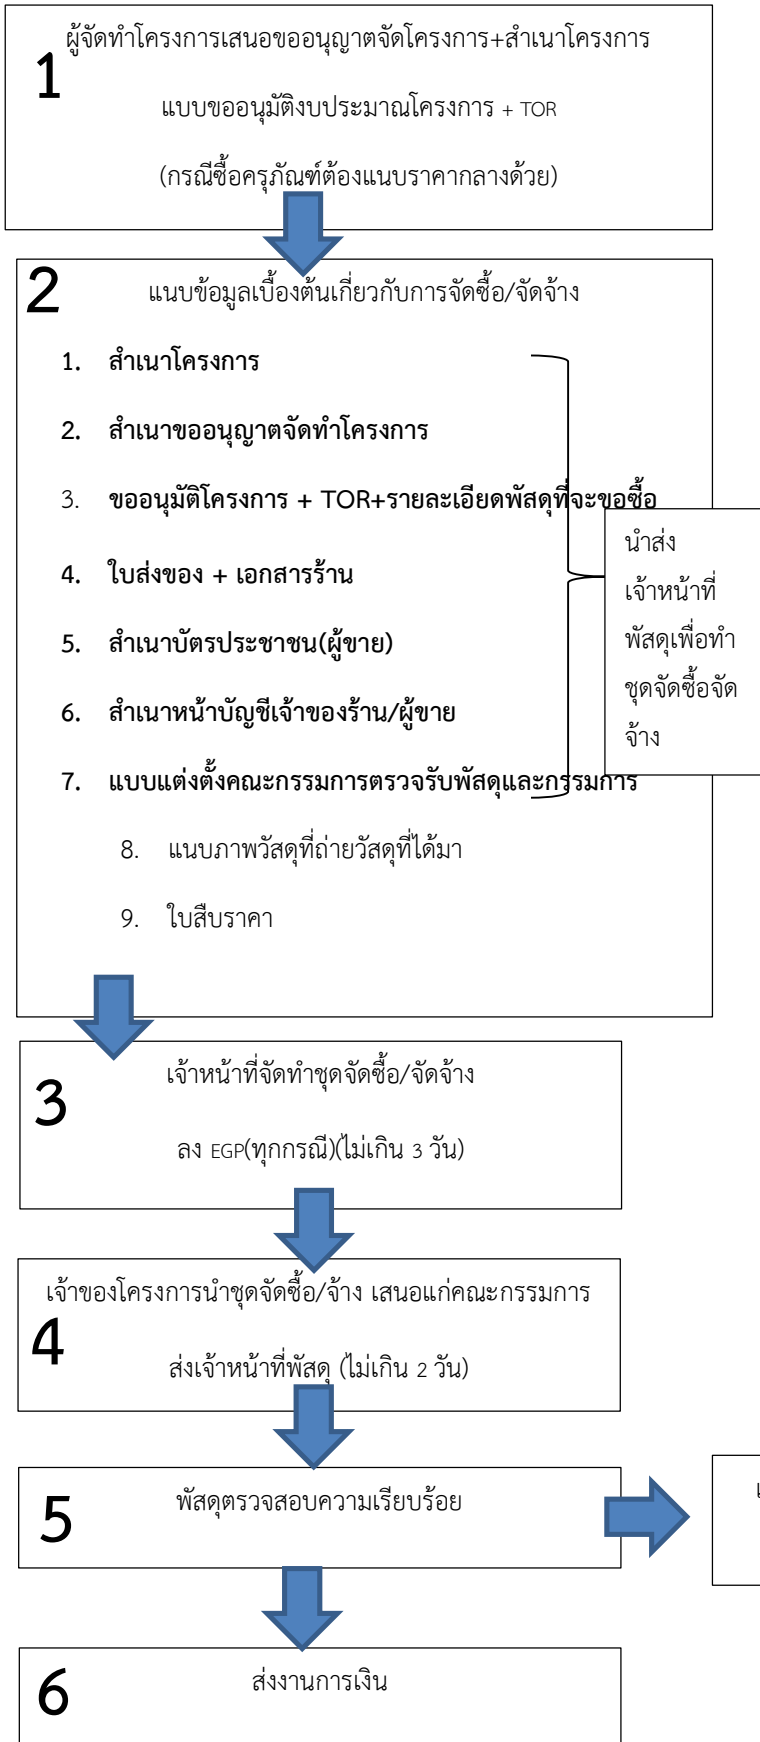 1
ผู้จัดทำโครงการเสนอขออนุญาตจัดโครงการ+สำเนาโครงการ
แบบขออนุมัติงบประมาณโครงการ + TOR
(กรณีซื้อครุภัณฑ์ต้องแนบราคากลางด้วย)
2
แนบข้อมูลเบื้องต้นเกี่ยวกับการจัดซื้อ/จัดจ้าง
1. สำเนาโครงการ
2. สำเนาขออนุญาตจัดทำโครงการ
3. ขออนุมัติโครงการ + TOR+รายละเอียดพัสดุที่จะขอซื้อ
4. ใบส่งของ + เอกสารร้าน
5. สำเนาบัตรประชาชน(ผู้ขาย)
6. สำเนาหน้าบัญชีเจ้าของร้าน/ผู้ขาย
7. แบบแต่งตั้งคณะกรรมการตรวจรับพัสดุและกรรมการ
8. แนบภาพวัสดุที่ถ่ายวัสดุที่ได้มา
9. ใบสืบราคา
นำส่ง
เจ้าหน้าที่
พัสดุเพื่อทำ
ชุดจัดซื้อจัด
จ้าง
3
เจ้าหน้าที่จัดทำชุดจัดซื้อ/จัดจ้าง
ลง EGP(ทุกกรณี)(ไม่เกิน 3 วัน)
4
เจ้าของโครงการนำชุดจัดซื้อ/จ้าง เสนอแก่คณะกรรมการ
ส่งเจ้าหน้าที่พัสดุ (ไม่เกิน 2 วัน)
5
พัสดุตรวจสอบความเรียบร้อย
6
ส่งงานการเงิน